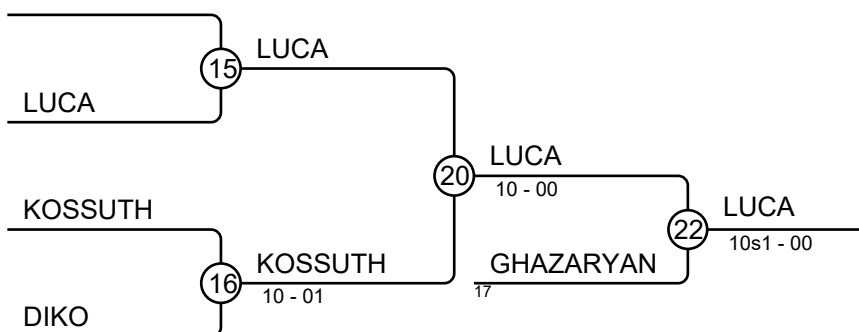 LUCA
15
LUCA
KOSSUTH
DIKO
16
KOSSUTH
10 - 01
20
LUCA
10 - 00
GHAZARYAN
17
22
LUCA
10s1 - 00